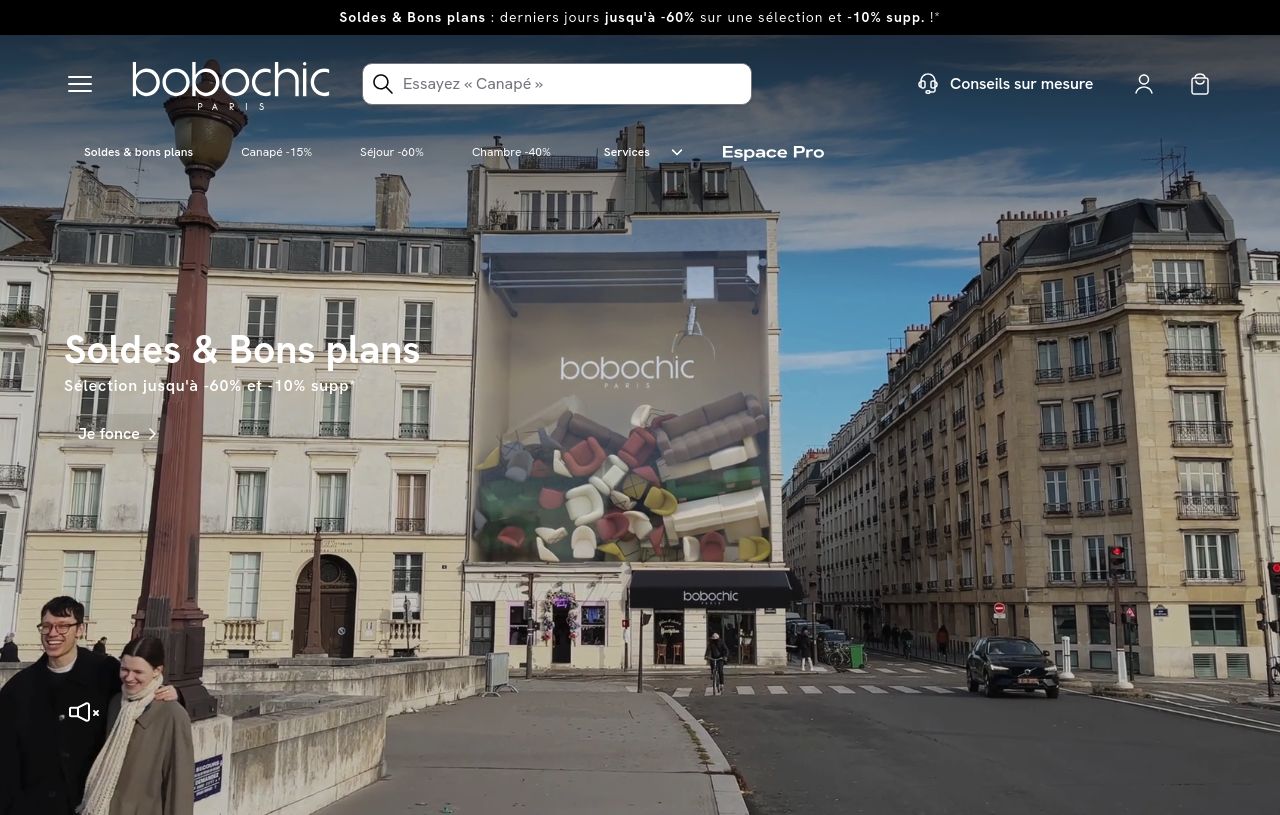 Soldes & Bons plans : derniers jours jusqu'à -60% sur une sélection et -10% supp. !*
bobochic
PARIS
Essayez « Canapé »
Conseils sur mesure
Soldes & bons plans
Canapé -15%
Séjour -60%
Chambre -40%
Services
Espace Pro
Soldes & Bons plans
Sélection jusqu'à -60% et -10% supp*
Je fonce
bobochic
PARIS
bobochic
PARIS